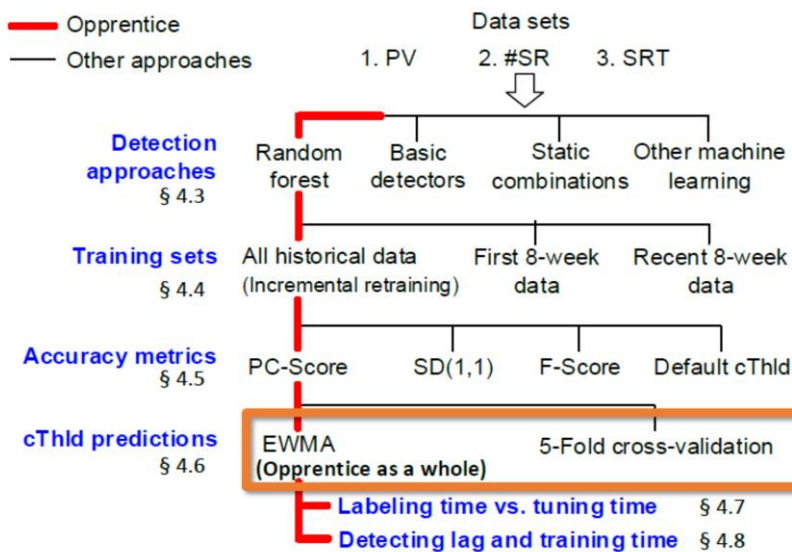 Opprentice
Other approaches
Data sets
1. PV 2. #SR 3. SRT
Detection
approaches
§ 4.3
Random
forest
Basic
detectors
Static
combinations
Other machine
learning
Training sets
§ 4.4
All historical data
(Incremental retraining)
First 8-week
data
Recent 8-week
data
Accuracy metrics
§ 4.5
PC-Score
SD(1,1)
F-Score
Default cThld
cThld predictions
§ 4.6
EWMA
(Opprentice as a whole)
5-Fold cross-validation
Labeling time vs. tuning time § 4.7
Detecting lag and training time § 4.8